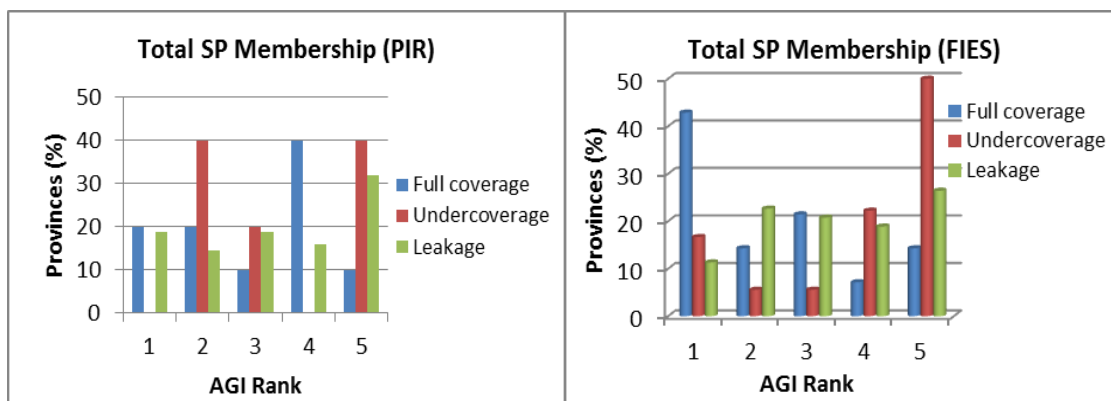 Total SP Membership (PIR)
Provinces (%)
50
40
30
20
10
0
1 2 3 4 5
AGI Rank
Full coverage
Undercoverage
Leakage
Total SP Membership (FIES)
Provinces (%)
50
40
30
20
10
0
1 2 3 4 5
AGI Rank
Full coverage
Undercoverage
Leakage